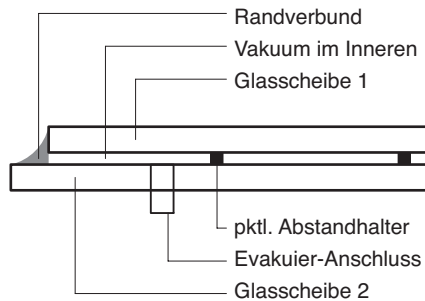 Randverbund
Vakuum im Inneren
Glasscheibe 1
pktl. Abstandhalter
Evakuier-Anschluss
Glasscheibe 2